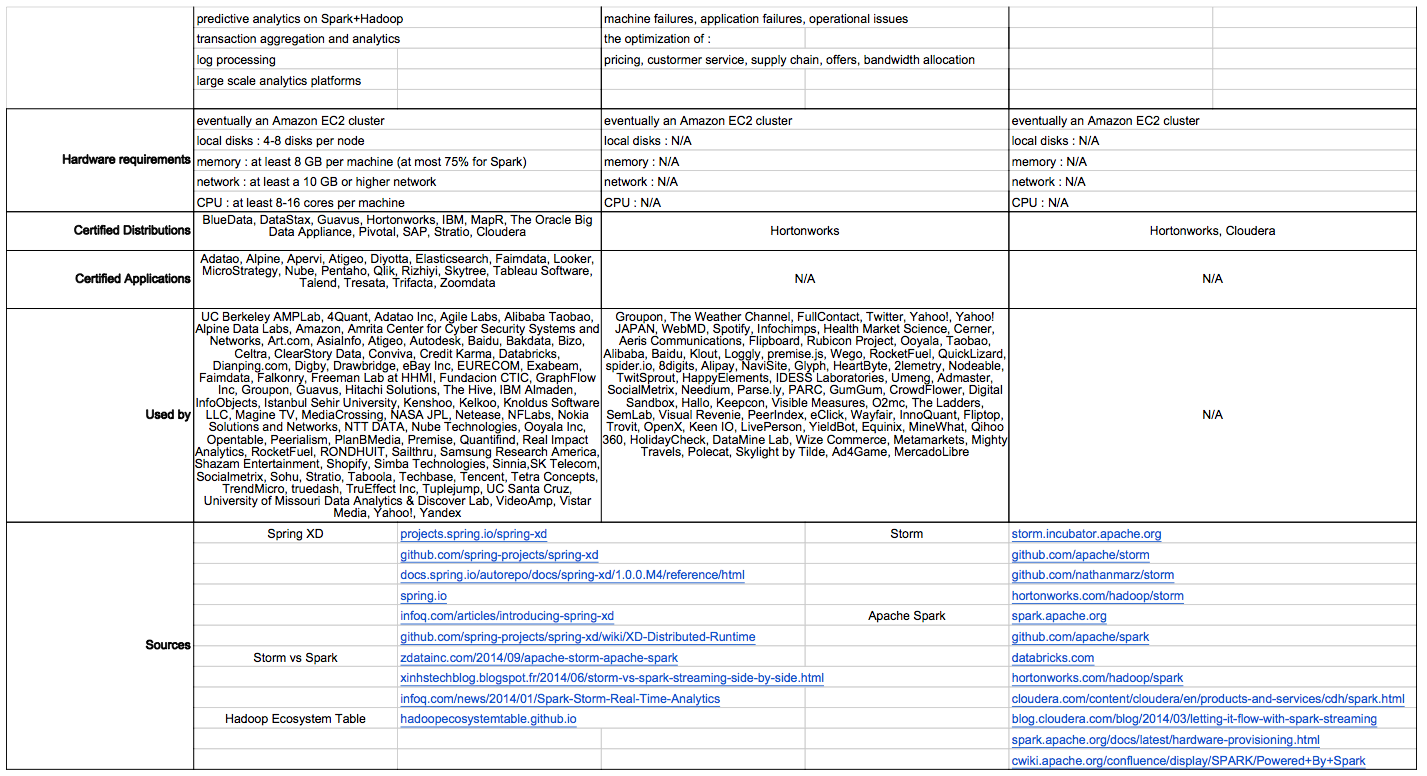 predictive analytics on Spark+Hadoop
machine failures, application failures, operational issues
transaction aggregation and analytics
the optimization of :
log processing
pricing, custormer service, supply chain, offers, bandwidth allocation
large scale analytics platforms
Hardware requirements
eventually an Amazon EC2 cluster
local disks : 4-8 disks per node
memory : at least 8 GB per machine (at most 75% for Spark)
network : at least a 10 GB or higher network
CPU : at least 8-16 cores per machine
eventually an Amazon EC2 cluster
local disks : N/A
memory : N/A
network : N/A
CPU : N/A
eventually an Amazon EC2 cluster
local disks : N/A
memory : N/A
network : N/A
CPU : N/A
Certified Distributions
BlueData, DataStax, Guavus, Hortonworks, IBM, MapR, The Oracle Big
Data Appliance, Pivotal, SAP, Stratio, Cloudera
Hortonworks
Hortonworks, Cloudera
Certified Applications
Adatao, Alpine, Apervi, Atigeo, Diyotta, Elasticsearch, Faimdata, Looker,
MicroStrategy, Nube, Pentaho, Qlik, Rizhiyi, Skytree, Tableau Software,
Talend, Tresata, Trifacta, Zoomdata
N/A
N/A
Used by
UC Berkeley AMPLab, 4Quant, Adatao Inc, Agile Labs, Alibaba Taobao,
Alpine Data Labs, Amazon, Amrita Center for Cyber Security Systems and
Networks, Art.com, AsiaInfo, Atigeo, Autodesk, Baidu, Bakdata, Bizo,
Celtra, ClearStory Data, Conviva, Credit Karma, Databricks,
Dianping.com, Digby, Drawbridge, eBay Inc, EURECOM, Exabeam,
Faimdata, Falkonry, Freeman Lab at HHMI, Fundacion CTIC, GraphFlow
Inc, Groupon, Guavus, Hitachi Solutions, The Hive, IBM Almaden,
InfoObjects, Istanbul Sehir University, Kenshoo, Kelkoo, Knoldus Software
LLC, Magine TV, MediaCrossing, NASA JPL, Netease, NFLabs, Nokia
Solutions and Networks, NTT DATA, Nube Technologies, Ooyala Inc,
Opentable, Peerialism, PlanBMedia, Premise, Quantifind, Real Impact
Analytics, RocketFuel, RONDHUIT, Sailthru, Samsung Research America,
Shazam Entertainment, Shopify, Simba Technologies, Sinnia,SK Telecom,
Socialmetrix, Sohu, Stratio, Taboola, Techbase, Tencent, Tetra Concepts,
TrendMicro, truedash, TruEffect Inc, Tuplejump, UC Santa Cruz,
University of Missouri Data Analytics & Discover Lab, VideoAmp, Vistar
Media, Yahoo!, Yandex
Groupon, The Weather Channel, FullContact, Twitter, Yahoo!, Yahoo!
JAPAN, WebMD, Spotify, Infochimps, Health Market Science, Cerner,
Aeris Communications, Flipboard, Rubicon Project, Ooyala, Taobao,
Alibaba, Baidu, Klout, Loggly, premise.js, Wego, RocketFuel, QuickLizard,
spider.io, 8digits, Alipay, NaviSite, Glyph, HeartByte, 2lemetry, Nodeable,
TwitSprout, HappyElements, IDESS Laboratories, Umeng, Admaster,
SocialMetrix, Needium, Parse.ly, PARC, GumGum, CrowdFlower, Digital
Sandbox, Hallo, Keepcon, Visible Measures, O2mc, The Ladders,
SemLab, Visual Revenie, PeerIndex, eClick, Wayfair, InnoQuant, Fliptop,
Trovit, OpenX, Keen IO, LivePerson, YieldBot, Equinix, MineWhat, Qihoo
360, HolidayCheck, DataMine Lab, Wize Commerce, Metamarkets, Mighty
Travels, Polecat, Skylight by Tilde, Ad4Game, MercadoLibre
N/A
Sources
Spring XD
projects.spring.io/spring-xd
Storm
storm.incubator.apache.org
github.com/spring-projects/spring-xd
github.com/apache/storm
docs.spring.io/autorepo/docs/spring-xd/1.0.0.M4/reference/html
github.com/nathanmarz/storm
spring.io
hortonworks.com/hadoop/storm
infoq.com/articles/introducing-spring-xd
Apache Spark
spark.apache.org
github.com/spring-projects/spring-xd/wiki/XD-Distributed-Runtime
github.com/apache/spark
Storm vs Spark
zdatainc.com/2014/09/apache-storm-apache-spark
databricks.com
xinhstechblog.blogspot.fr/2014/06/storm-vs-spark-streaming-side-by-side.html
hortonworks.com/hadoop/spark
infoq.com/news/2014/01/Spark-Storm-Real-Time-Analytics
cloudera.com/content/cloudera/en/products-and-services/cdh/spark.html
Hadoop Ecosystem Table
hadoopecosystemtable.github.io
blog.cloudera.com/blog/2014/03/letting-it-flow-with-spark-streaming
spark.apache.org/docs/latest/hardware-provisioning.html
cwiki.apache.org/confluence/display/SPARK/Powered+By+Spark